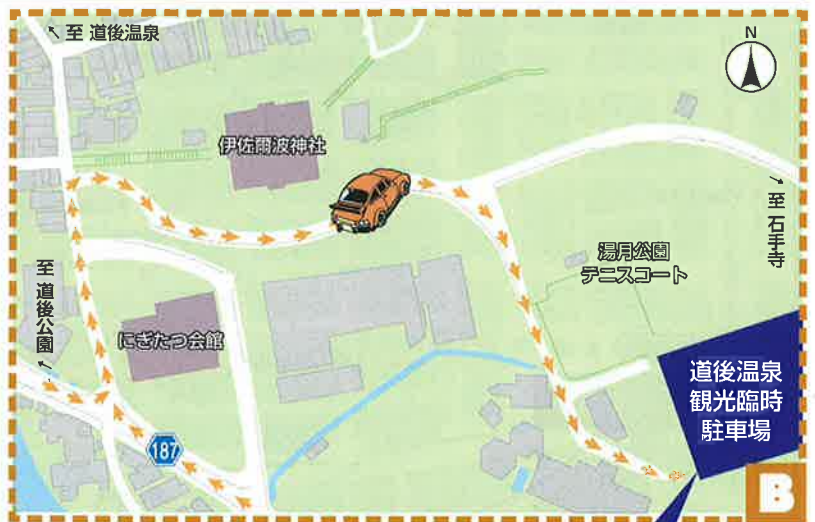 至 道後温泉
N
伊佐爾波神社
至 石手寺
湯月公園
テニスコート
至 道後公園
にぎたつ会館
道後温泉
観光臨時
駐車場
187
B